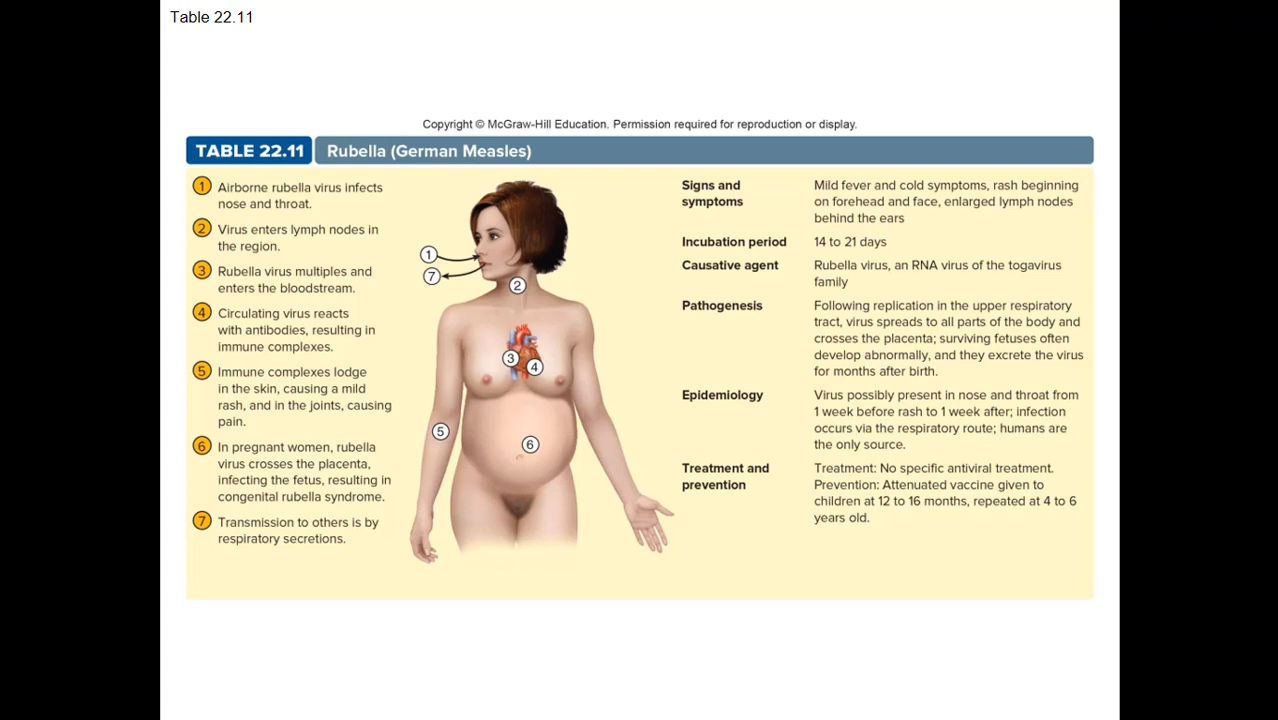 Table 22.11
Copyright © McGraw-Hill Education. Permission required for reproduction or display.
TABLE 22.11
Rubella (German Measles)
1 Airborne rubella virus infects
nose and throat.
2 Virus enters lymph nodes in
the region.
3 Rubella virus multiples and
enters the bloodstream.
4 Circulating virus reacts
with antibodies, resulting in
immune complexes.
5 Immune complexes lodge
in the skin, causing a mild
rash, and in the joints, causing
pain.
6 In pregnant women, rubella
virus crosses the placenta,
infecting the fetus, resulting in
congenital rubella syndrome.
7 Transmission to others is by
respiratory secretions.
1
7
2
3
4
5
6
Signs and
symptoms
Mild fever and cold symptoms, rash beginning
on forehead and face, enlarged lymph nodes
behind the ears
Incubation period
14 to 21 days
Causative agent
Rubella virus, an RNA virus of the togavirus
family
Pathogenesis
Following replication in the upper respiratory
tract, virus spreads to all parts of the body and
crosses the placenta; surviving fetuses often
develop abnormally, and they excrete the virus
for months after birth.
Epidemiology
Virus possibly present in nose and throat from
1 week before rash to 1 week after; infection
occurs via the respiratory route; humans are
the only source.
Treatment and
prevention
Treatment: No specific antiviral treatment.
Prevention: Attenuated vaccine given to
children at 12 to 16 months, repeated at 4 to 6
years old.